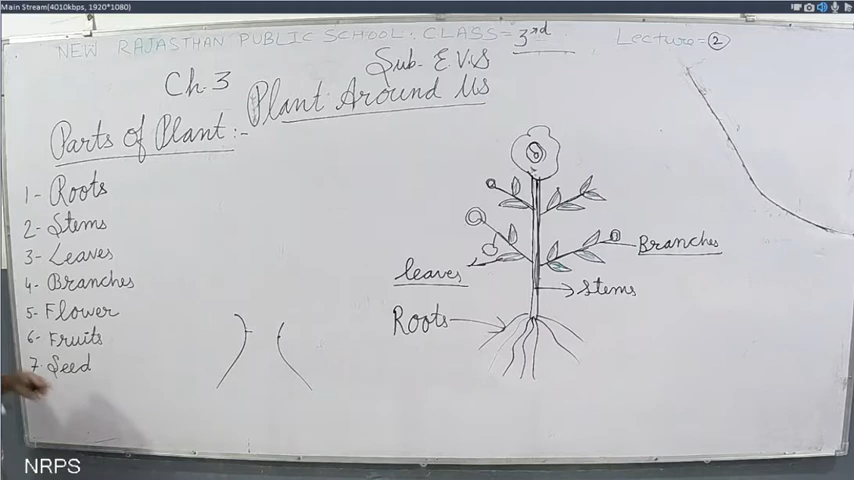 Main Stream(4010kbps, 1920*1080)
NEW RAJASTHAN PUBLIC SCHOOL: CLASS= 3rd Lecture=2
Sub- E.V.S
Ch.3
Plant Around Us
Parts of Plant:-
1- Roots
2- Stems
3- Leaves
4- Branches
5- Flower
6- Fruits
7- Seed
Branches
leaves
Stems
Roots
NRPS